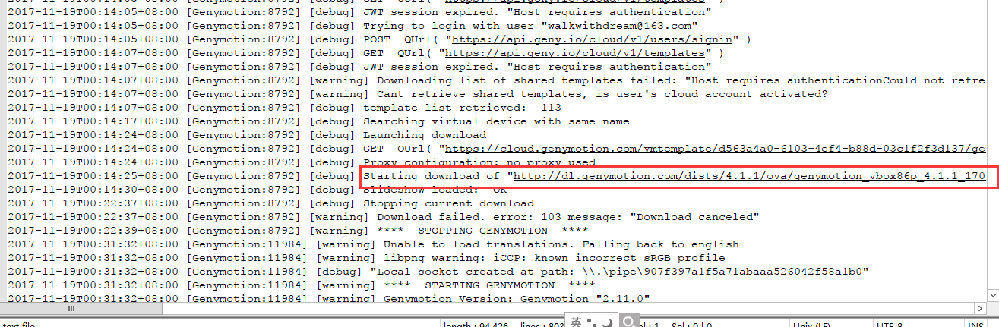 2017-11-19T00:14:05+08:00 [Genymotion:8792] [debug] GET  QUrl( "https://api.geny.io/cloud/v1/templates" )
2017-11-19T00:14:05+08:00 [Genymotion:8792] [debug] JWT session expired. "Host requires authentication"
2017-11-19T00:14:05+08:00 [Genymotion:8792] [debug] Trying to login with user "walkwithdream@163.com"
2017-11-19T00:14:05+08:00 [Genymotion:8792] [debug] POST  QUrl( "https://api.geny.io/cloud/v1/users/signin" )
2017-11-19T00:14:07+08:00 [Genymotion:8792] [debug] GET  QUrl( "https://api.geny.io/cloud/v1/templates" )
2017-11-19T00:14:07+08:00 [Genymotion:8792] [debug] JWT session expired. "Host requires authentication"
2017-11-19T00:14:07+08:00 [Genymotion:8792] [warning] Downloading list of shared templates failed: "Host requires authenticationCould not refre
2017-11-19T00:14:07+08:00 [Genymotion:8792] [warning] Cant retrieve shared templates, is user's cloud account activated?
2017-11-19T00:14:07+08:00 [Genymotion:8792] [debug] template list retrieved:  113
2017-11-19T00:14:17+08:00 [Genymotion:8792] [debug] Searching virtual device with same name
2017-11-19T00:14:24+08:00 [Genymotion:8792] [debug] Launching download
2017-11-19T00:14:24+08:00 [Genymotion:8792] [debug] GET  QUrl( "https://cloud.genymotion.com/vmtemplate/d563a4a0-6103-4ef4-b88d-03c1f2f3d137/ge
2017-11-19T00:14:24+08:00 [Genymotion:8792] [debug] Proxy configuration: no proxy used
2017-11-19T00:14:25+08:00 [Genymotion:8792] [debug] Starting download of "http://dl.genymotion.com/dists/4.1.1/ova/genymotion_vbox86p_4.1.1_170
2017-11-19T00:14:30+08:00 [Genymotion:8792] [debug] Slideshow loaded:  OK
2017-11-19T00:22:37+08:00 [Genymotion:8792] [debug] Stopping current download
2017-11-19T00:22:37+08:00 [Genymotion:8792] [warning] Download failed. error: 103 message: "Download canceled"
2017-11-19T00:22:39+08:00 [Genymotion:8792] [warning] ****  STOPPING GENYMOTION  ****
2017-11-19T00:31:32+08:00 [Genymotion:11984] [warning] Unable to load translations. Falling back to english
2017-11-19T00:31:32+08:00 [Genymotion:11984] [warning] libpng warning: iCCP: known incorrect sRGB profile
2017-11-19T00:31:32+08:00 [Genymotion:11984] [debug] "Local socket created at path: \\.\pipe\907f397a1f5a71abaaa526042f58a1b0"
2017-11-19T00:31:32+08:00 [Genymotion:11984] [warning] ****  STARTING GENYMOTION  ****
2017-11-19T00:31:32+08:00 [Genymotion:11984] [warning] Genymotion Version: Genymotion "2.11.0"
text file length : 94,426 lines : 803 英 Col : 1 Sel : 0 | 0 Unix (LF) UTF-8 INS